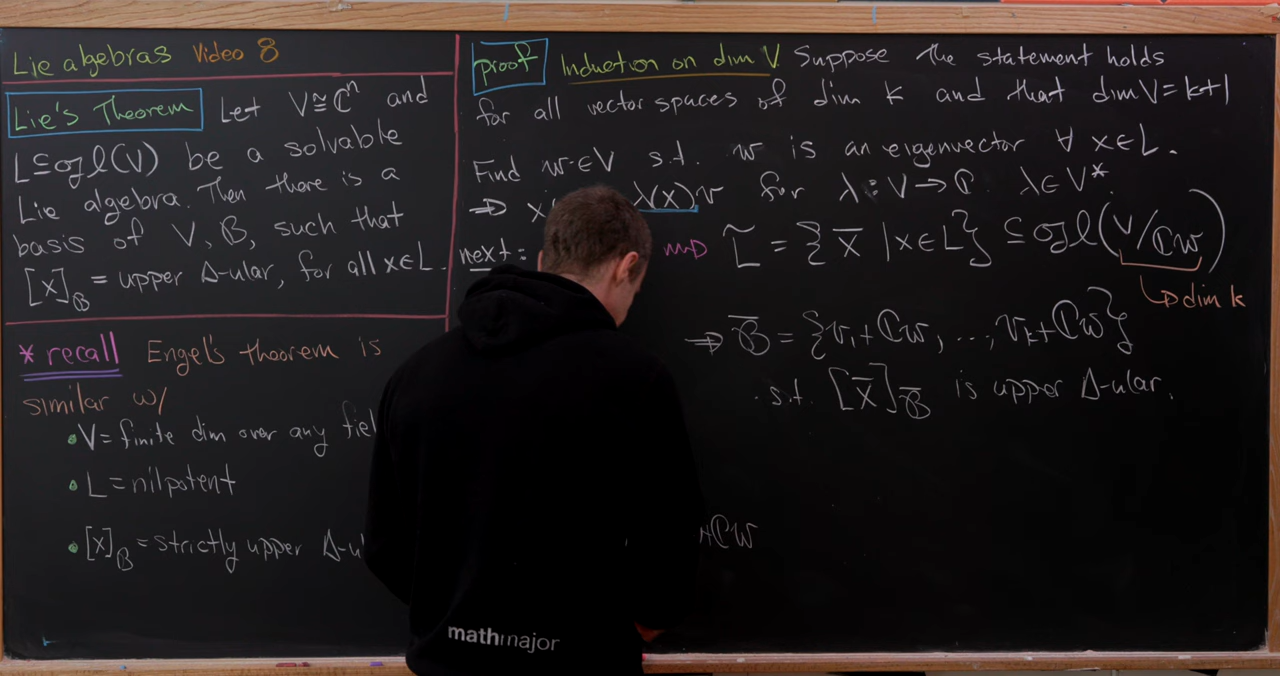 Lie algebras Video 8
Lie's Theorem Let V≅ℂⁿ and
L⊆gl(V) be a solvable
Lie algebra. Then there is a
basis of V, B, such that
[x]_B = upper Δ-ular, for all x∈L.
* recall Engel's theorem is
similar w/
• V = finite dim over any
• L = nilpotent
• [x]_B = strictly upper
proof Induction on dim V Suppose the statement holds
for all vector spaces of dim k and that dim V = k+1
Find w∈V s.t. w is an eigenvector ∀ x∈L.
⇒ λ(x)v for λ: V→ℂ. λ∈V*.
next: L̃ = {x̄ | x∈L} ⊆ gl(V/ℂw)
↳ dim k
⇒ B̄ = {v₁+ℂw, ..., vₖ+ℂw}
s.t. [x̄]_B̄ is upper Δ-ular.
+ℂw
mathmajor